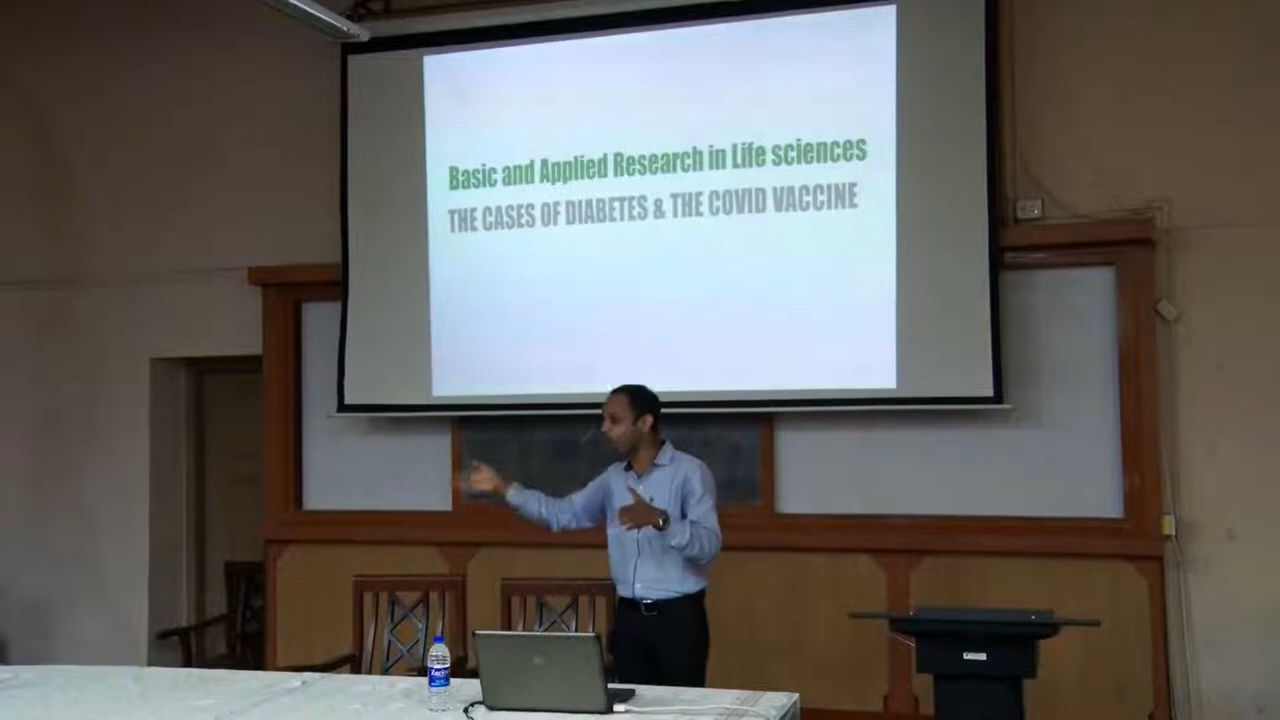 Basic and Applied Research in Life sciences
THE CASES OF DIABETES & THE COVID VACCINE